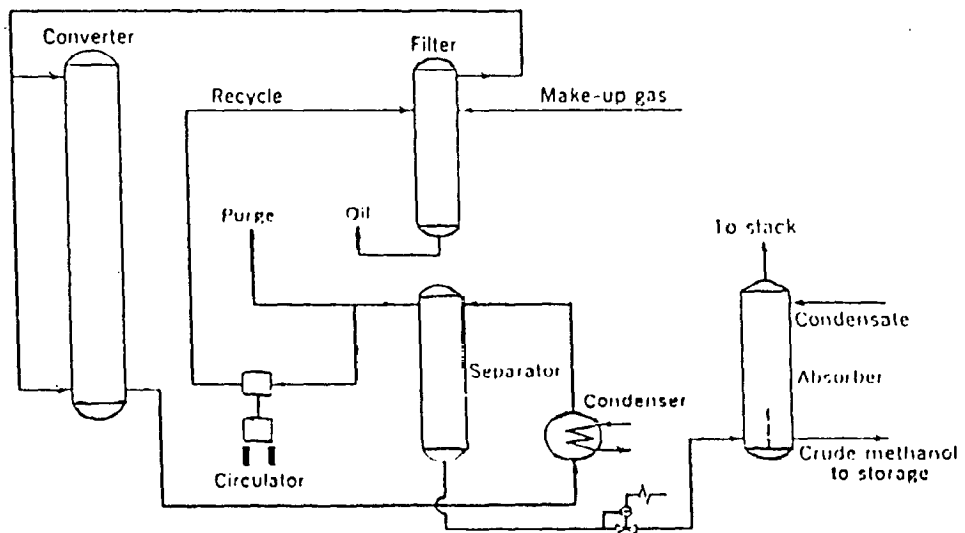 Converter
Filter
Recycle
Make-up gas
Purge
Oil
To stack
Condensate
Separator
Absorber
Condenser
Circulator
Crude methanol
to storage